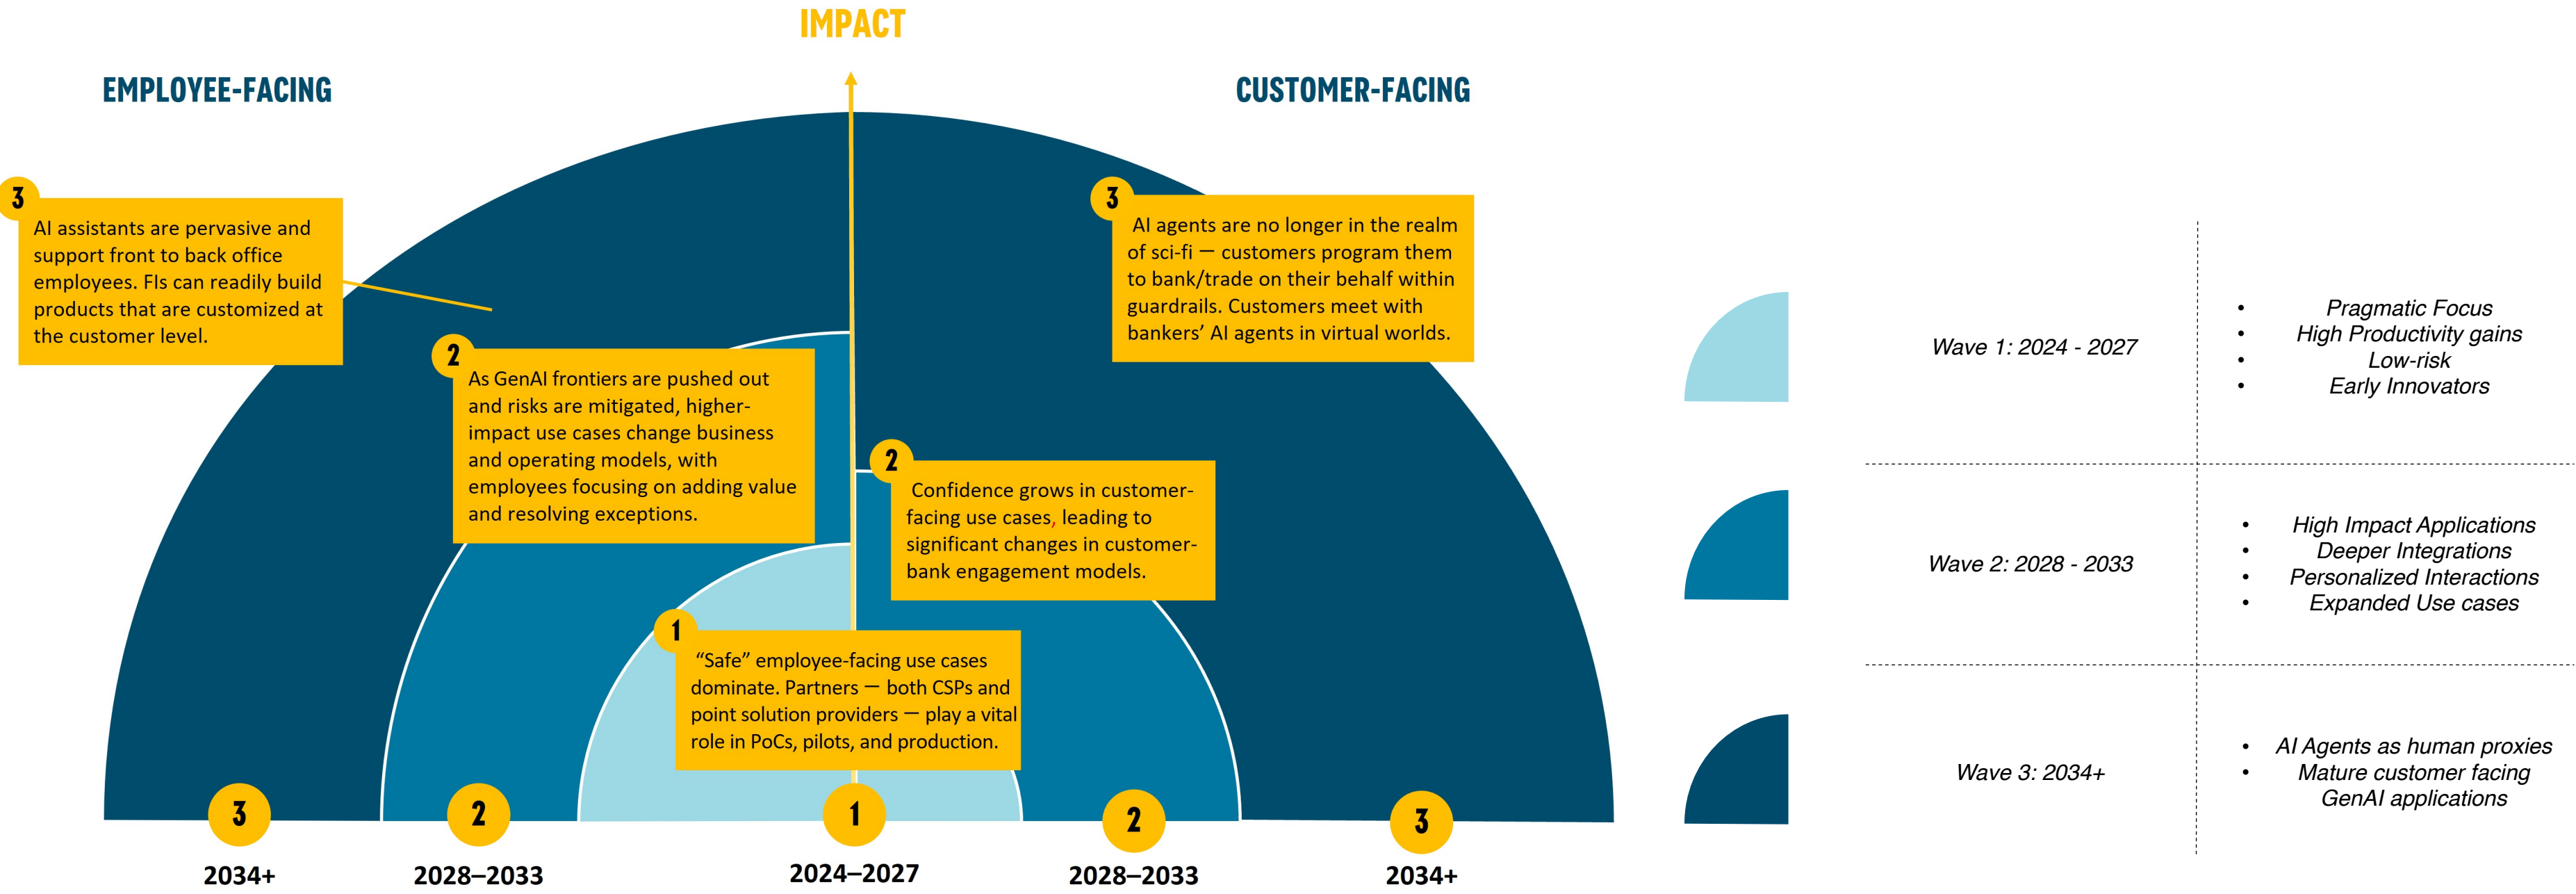 IMPACT
EMPLOYEE-FACING
CUSTOMER-FACING
3
AI assistants are pervasive and
support front to back office
employees. FIs can readily build
products that are customized at
the customer level.
3
AI agents are no longer in the realm
of sci-fi — customers program them
to bank/trade on their behalf within
guardrails. Customers meet with
bankers’ AI agents in virtual worlds.
2
As GenAI frontiers are pushed out
and risks are mitigated, higher-
impact use cases change business
and operating models, with
employees focusing on adding value
and resolving exceptions.
2
Confidence grows in customer-
facing use cases, leading to
significant changes in customer-
bank engagement models.
1
“Safe” employee-facing use cases
dominate. Partners — both CSPs and
point solution providers — play a vital
role in PoCs, pilots, and production.
3
2
1
2
3
2034+
2028–2033
2024–2027
2028–2033
2034+
Wave 1: 2024 - 2027
• Pragmatic Focus
• High Productivity gains
• Low-risk
• Early Innovators
Wave 2: 2028 - 2033
• High Impact Applications
• Deeper Integrations
• Personalized Interactions
• Expanded Use cases
Wave 3: 2034+
• AI Agents as human proxies
• Mature customer facing
GenAI applications